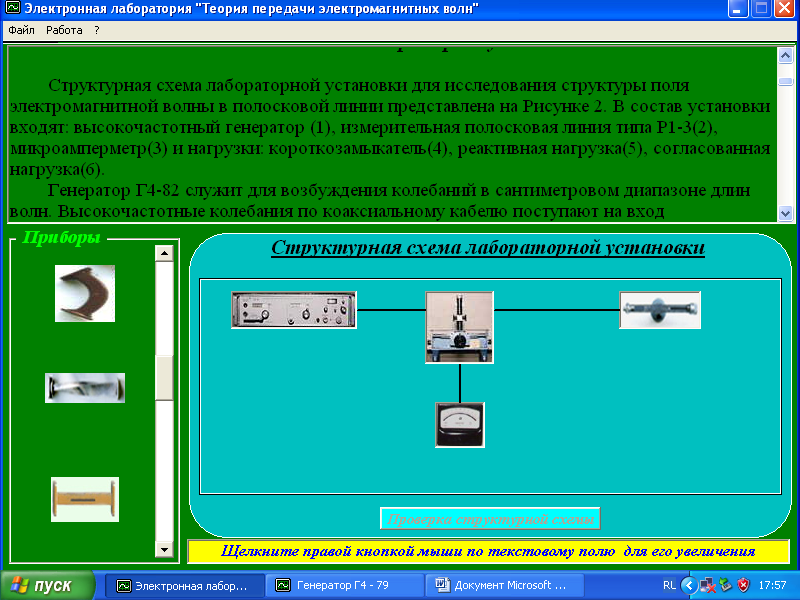 Электронная лаборатория "Теория передачи электромагнитных волн"
Файл Работа ?
Структурная схема лабораторной установки для исследования структуры поля
электромагнитной волны в полосковой линии представлена на Рисунке 2. В состав установки
входят: высокочастотный генератор (1), измерительная полосковая линия типа Р1-3(2),
микроамперметр(3) и нагрузки: короткозамыкатель(4), реактивная нагрузка(5), согласованная
нагрузка(6).
Генератор Г4-82 служит для возбуждения колебаний в сантиметровом диапазоне длин
волн. Высокочастотные колебания по коаксиальному кабелю поступают на вход
Приборы
Структурная схема лабораторной установки
Проверка структурной схемы
Щелкните правой кнопкой мыши по текстовому полю для его увеличения
пуск
Электронная лабор...
Генератор Г4 - 79
Документ Microsoft ...
RL
17:57